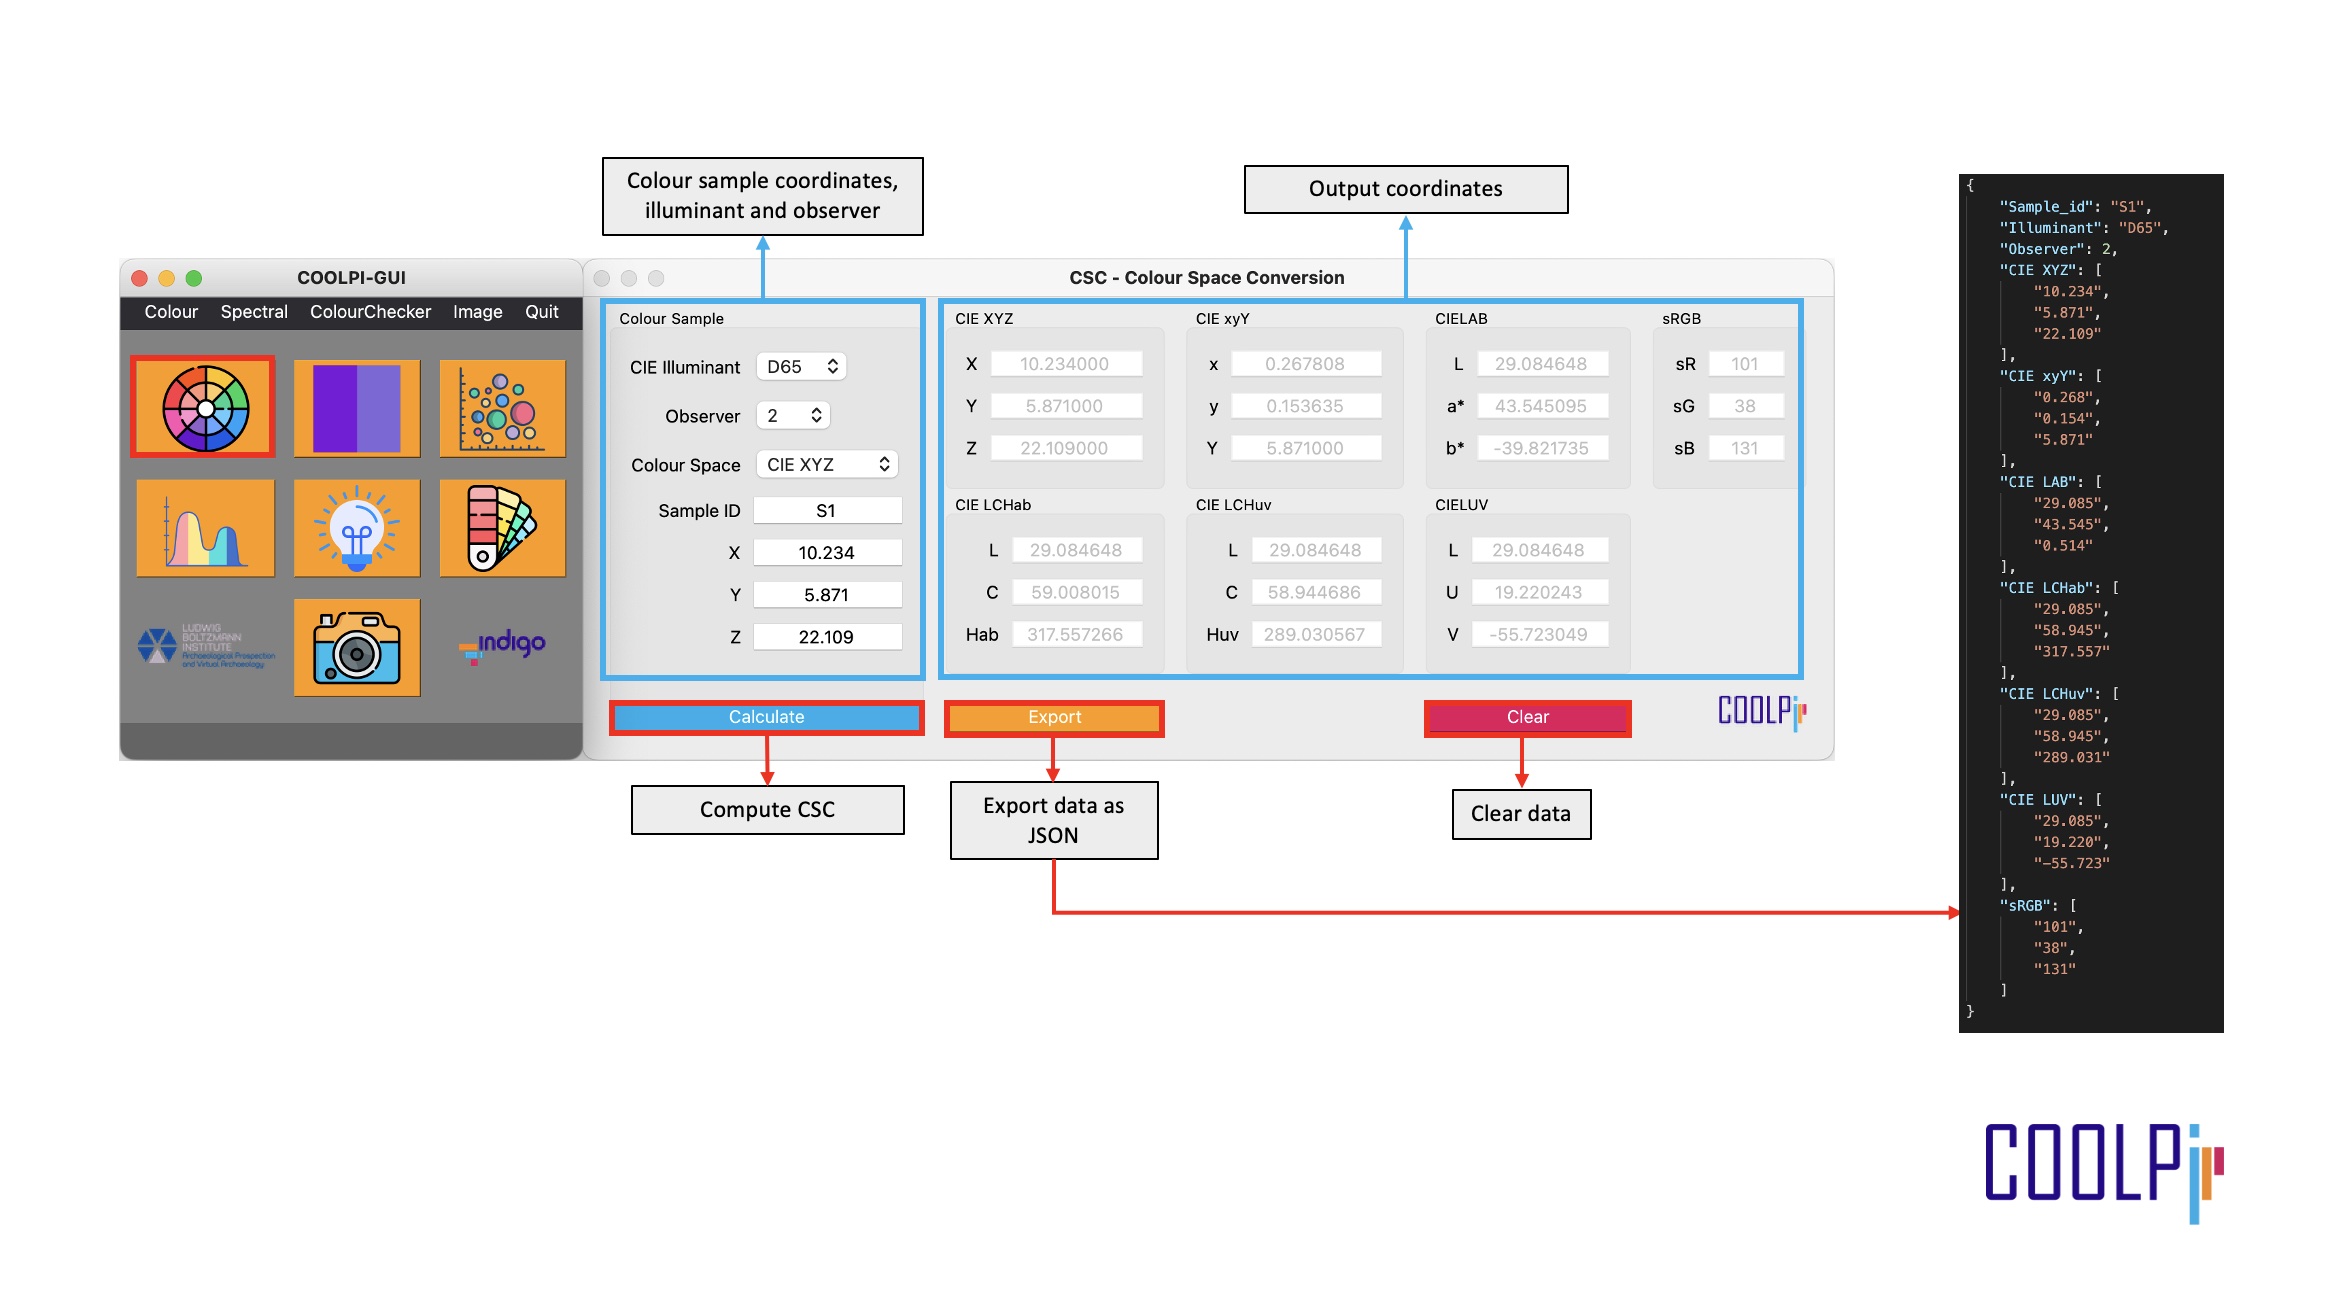 Colour sample coordinates,
illuminant and observer
Output coordinates
COOLPI-GUI
Colour Spectral ColourChecker Image Quit
LUDWIG
BOLTZMANN
INSTITUTE
Archaeological Prospection
and Virtual Archaeology
indigo
CSC - Colour Space Conversion
Colour Sample
CIE Illuminant D65
Observer 2
Colour Space CIE XYZ
Sample ID S1
X 10.234
Y 5.871
Z 22.109
CIE XYZ
X 10.234000
Y 5.871000
Z 22.109000
CIE xyY
x 0.267808
y 0.153635
Y 5.871000
CIELAB
L 29.084648
a* 43.545095
b* -39.821735
sRGB
sR 101
sG 38
sB 131
CIE LCHab
L 29.084648
C 59.008015
Hab 317.557266
CIE LCHuv
L 29.084648
C 58.944686
Huv 289.030567
CIELUV
L 29.084648
U 19.220243
V -55.723049
Calculate
Export
Clear
COOLPI
Compute CSC
Export data as
JSON
Clear data
{
"Sample_id": "S1",
"Illuminant": "D65",
"Observer": 2,
"CIE XYZ": [
"10.234",
"5.871",
"22.109"
],
"CIE xyY": [
"0.268",
"0.154",
"5.871"
],
"CIE LAB": [
"29.085",
"43.545",
"0.514"
],
"CIE LCHab": [
"29.085",
"58.945",
"317.557"
],
"CIE LCHuv": [
"29.085",
"58.945",
"289.031"
],
"CIE LUV": [
"29.085",
"19.220",
"-55.723"
],
"sRGB": [
"101",
"38",
"131"
]
}
COOLPI